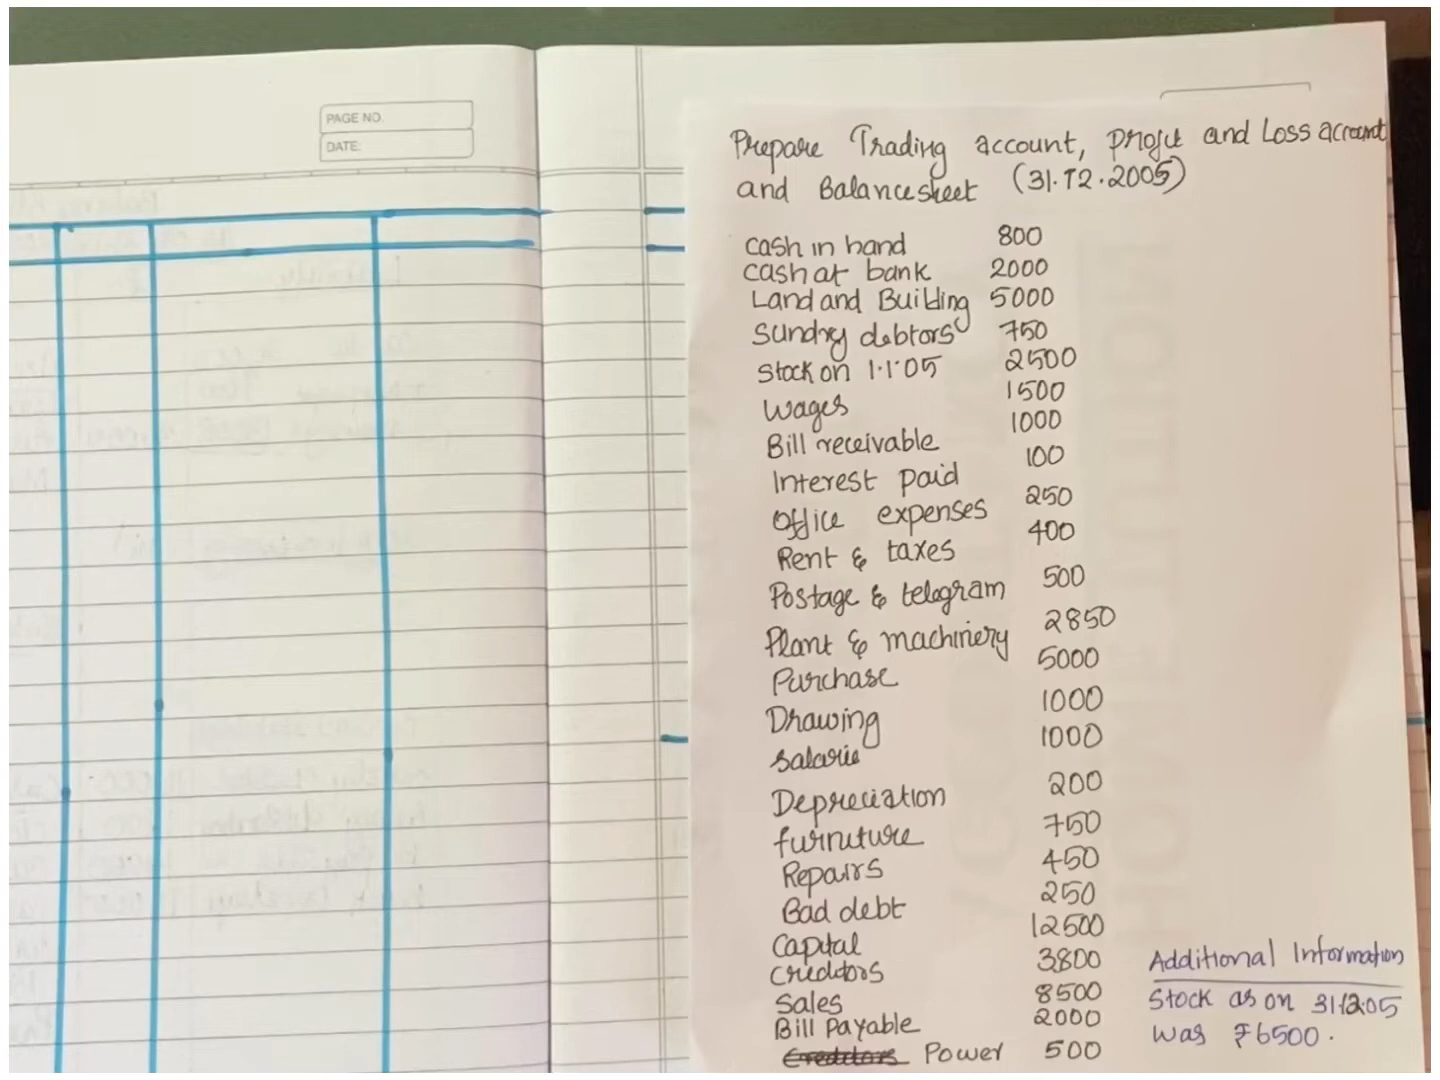 PAGE NO.
DATE:
Prepare Trading account, profit and Loss account
and Balancesheet (31.12.2005)
cash in hand 800
cash at bank 2000
Land and Building 5000
Sundry debtors 750
Stock on 1.1.05 2500
Wages 1500
Bill receivable 1000
Interest paid 100
Office expenses 250
Rent & taxes 400
Postage & telegram 500
Plant & machinery 2850
Purchase 5000
Drawing 1000
Salarie 1000
Depreciation 200
furniture 750
Repairs 450
Bad debt 250
Capital 12500
Creditors 3800
Sales 8500
Bill Payable 2000
Creditors Power 500
Additional Information
Stock as on 31.12.05
was ₹6500.